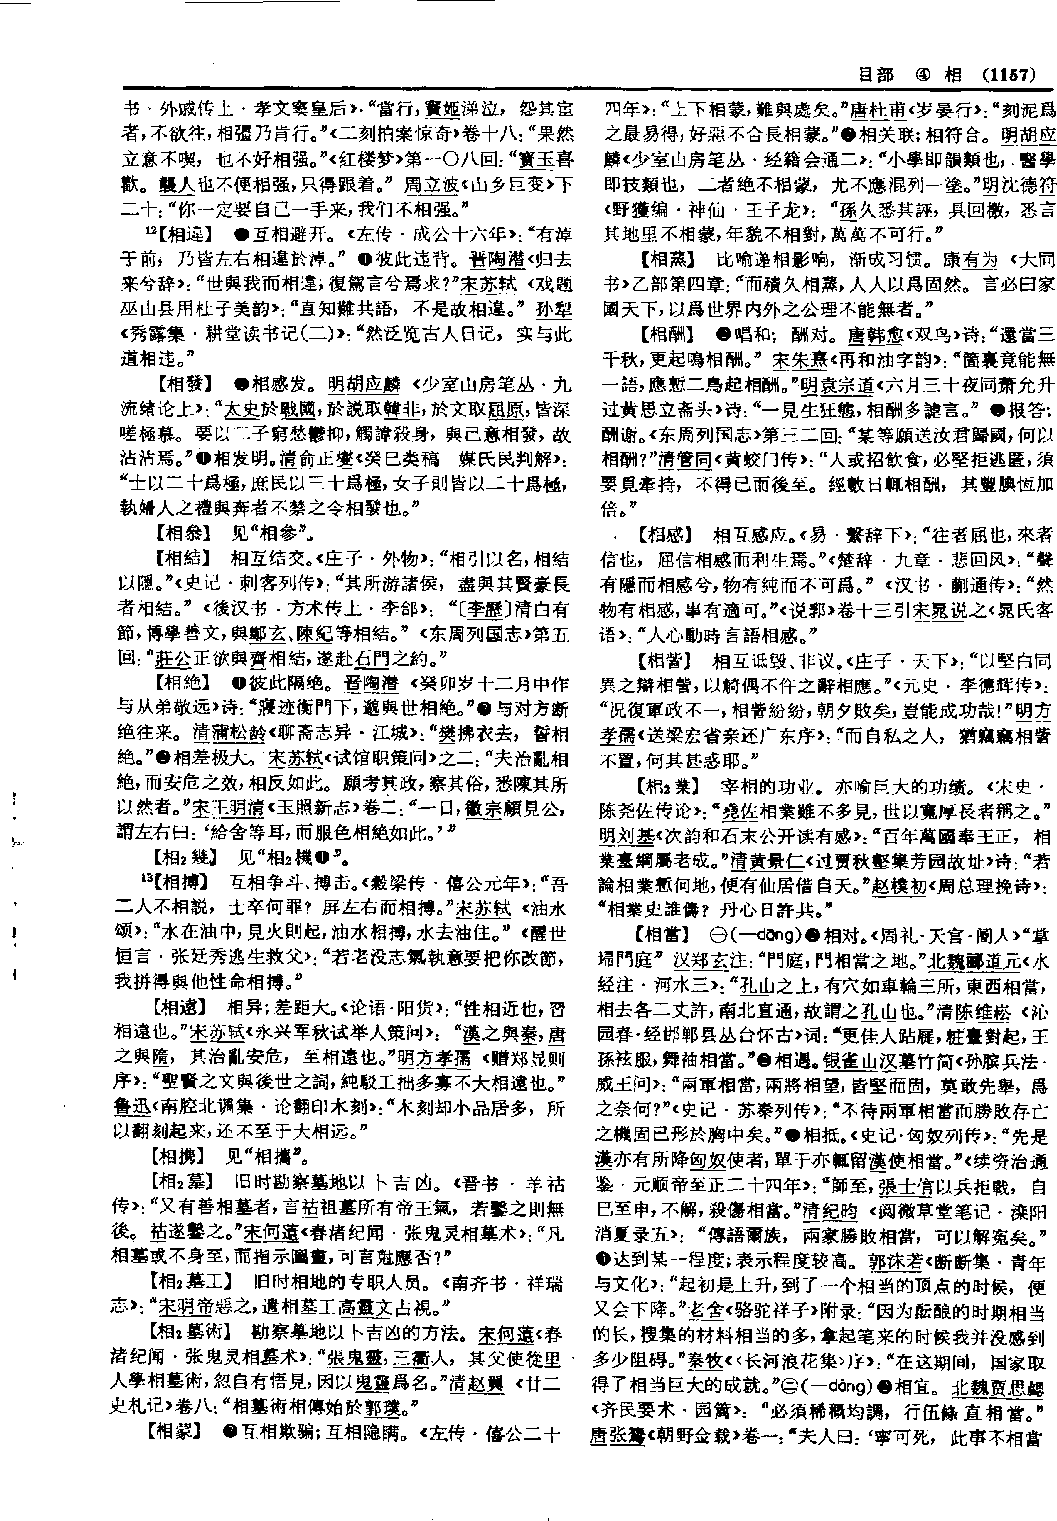 目部 ④ 相 (1157)
书·外戚传上·孝文窦皇后》:“當行,竇姬涕泣,怨其宦
者,不欲往,相彊乃肯行。”《二刻拍案惊奇》卷十八:“果然
立意不喫,也不好相强。”《红楼梦》第一〇八回:“寶玉喜
歡。襲人也不便相强,只得跟着。” 周立波《山乡巨变》下
二十:“你一定要自己一手来,我们不相强。”
¹²【相違】 ❶互相避开。《左传·成公十六年》:“有淖
于前,乃皆左右相違於淖。” ❷彼此违背。晋陶潜《归去
来兮辞》:“世與我而相違,復駕言兮焉求?”宋苏轼《戏题
巫山县用杜子美韵》:“直知難共語,不是故相違。” 孙犁
《秀露集·耕堂读书记(二)》:“然泛览古人日记,实与此
道相违。”
【相發】 ❶相感发。明胡应麟《少室山房笔丛·九
流绪论上》:“太史於戰國,於説取韓非,於文取屈原,皆深
嗟極慕。要以二子窮愁鬱抑,觸諱殺身,與己意相發,故
沾沾焉。”❷相发明。清俞正燮《癸巳类稿·媒氏民判解》:
“士以二十爲極,庶民以三十爲極,女子則皆以二十爲極,
執婦人之禮與奔者不禁之令相發也。”
【相叅】 见“相参”。
【相結】 相互结交。《庄子·外物》:“相引以名,相結
以隱。”《史记·刺客列传》:“其所游諸侯,盡與其賢豪長
者相結。”《後汉书·方术传上·李郃》:“〔李歷〕清白有
節,博學善文,與鄭玄、陳紀等相結。”《东周列国志》第五
回:“莊公正欲與齊相結,遂赴石門之約。”
【相絶】 ❶彼此隔绝。晋陶潜《癸卯岁十二月中作
与从弟敬远》诗:“寢迹衡門下,邈與世相絶。”❷与对方断
绝往来。清蒲松龄《聊斋志异·江城》:“樊拂衣去,誓相
絶。”❸相差极大。宋苏轼《试馆职策问》之二:“夫治亂相
絶,而安危之效,相反如此。願考其政,察其俗,悉陳其所
以然者。”宋王明清《玉照新志》卷二:“一日,徽宗顧見公,
謂左右曰:‘給舍等耳,而服色相絶如此。’”
【相₂幾】 见“相₂機❶”。
¹³【相搏】 互相争斗、搏击。《穀梁传·僖公元年》:“吾
二人不相説,士卒何罪?屏左右而相搏。”宋苏轼《油水
颂》:“水在油中,見火則起,油水相搏,水去油住。”《醒世
恒言·张廷秀逃生救父》:“若老没志氣執意要把你改節,
我拼得與他性命相搏。”
【相遠】 相异;差距大。《论语·阳货》:“性相近也,習
相遠也。”宋苏轼《永兴军秋试举人策问》:“漢之與秦,唐
之與隋,其治亂安危,至相遠也。”明方孝孺《赠郑显则
序》:“聖賢之文與後世之詞,純駁工拙多寡不大相遠也。”
鲁迅《南腔北调集·论翻印木刻》:“木刻却小品居多,所
以翻刻起来,还不至于大相远。”
【相携】 见“相攜”。
【相₂墓】 旧时勘察墓地以卜吉凶。《晋书·羊祜
传》:“又有善相墓者,言祜祖墓所有帝王氣,若鑿之則無
後。祜遂鑿之。”宋何薳《春渚纪闻·张鬼灵相墓术》:“凡
相墓或不身至,而指示圖畫,可言尅應否?”
【相₂墓工】 旧时相地的专职人员。《南齐书·祥瑞
志》:“宋明帝惡之,遣相墓工高靈文占視。”
【相₂墓術】 勘察墓地以卜吉凶的方法。宋何薳《春
渚纪闻·张鬼灵相墓术》:“張鬼靈,三衢人,其父使從里
人學相墓術,忽自有悟見,因以鬼靈爲名。”清赵翼《廿二
史札记》卷八:“相墓術相傳始於郭璞。”
【相蒙】 ❶互相欺骗;互相隐瞒。《左传·僖公二十
四年》:“上下相蒙,難與處矣。”唐杜甫《岁晏行》:“刻泥爲
之最易得,好惡不合長相蒙。”❷相关联;相符合。明胡应
麟《少室山房笔丛·经籍会通二》:“小學即韻類也,醫學
即技類也,二者绝不相蒙,尤不應混列一塗。”明沈德符
《野獲编·神仙·王子龙》:“孫久悉其誣,具回檄,悉言
其地里不相蒙,年貌不相對,萬萬不可行。”
【相蒸】 比喻递相影响,渐成习惯。康有为《大同
书》乙部第四章:“而積久相蒸,人人以爲固然。言必曰家
國天下,以爲世界内外之公理不能無者。”
【相酬】 ❶唱和;酬对。唐韩愈《双鸟》诗:“還當三
千秋,更起鳴相酬。”宋朱熹《再和油字韵》:“箇裏竟能無
一語,應慙二鳥起相酬。”明袁宗道《六月三十夜同萧允升
过黄思立斋头》诗:“一見生狂態,相酬多謔言。”❷报答;
酬谢。《东周列国志》第三二回:“某等願送汝君歸國,何以
相酬?”清管同《黄蛟门传》:“人或招飲食,必堅拒逃匿,須
要見牽持,不得已而後至。經數日輒相酬,其豐腆恆加
倍。”
【相感】 相互感应。《易·繫辞下》:“往者屈也,來者
信也,屈信相感而利生焉。”《楚辞·九章·悲回风》:“聲
有隱而相感兮,物有純而不可爲。”《汉书·蒯通传》:“然
物有相感,事有適可。”《说郛》卷十三引宋晁说之《晁氏客
语》:“人心動時言語相感。”
【相訾】 相互诋毁、非议。《庄子·天下》:“以堅白同
異之辯相訾,以觭偶不仵之辭相應。”《元史·李德辉传》:
“况復軍政不一,相訾紛紛,朝夕敗矣,豈能成功哉!”明方
孝孺《送梁宏省亲还广东序》:“而自私之人,猶竊竊相訾
不置,何其甚惑耶。”
【相₂業】 宰相的功业。亦喻巨大的功绩。《宋史·
陈尧佐传论》:“堯佐相業雖不多見,世以寬厚長者稱之。”
明刘基《次韵和石末公开读有感》:“百年萬國奉王正,相
業臺綱屬老成。”清黄景仁《过贾秋壑集芳园故址》诗:“若
論相業慙何地,便有仙居借自天。”赵樸初《周总理挽诗》:
“相業史誰儔?丹心日許共。”
【相當】 ㊀(—dāng)❶相对。《周礼·天官·阍人》“掌
埽門庭” 汉郑玄注:“門庭,門相當之地。”北魏郦道元《水
经注·河水三》:“孔山之上,有穴如車輪三所,東西相當,
相去各二丈許,南北直通,故謂之孔山也。”清陈维崧《沁
园春·经邯郸县丛台怀古》词:“更佳人跕屣,粧臺對起,王
孫袨服,舞袖相當。”❷相遇。银雀山汉墓竹简《孙膑兵法·
威王问》:“兩軍相當,兩將相望,皆堅而固,莫敢先舉,爲
之奈何?”《史记·苏秦列传》:“不待兩軍相當而勝敗存亡
之機固已形於胸中矣。”❸相抵。《史记·匈奴列传》:“先是
漢亦有所降匈奴使者,單于亦輒留漢使相當。”《续资治通
鉴·元顺帝至正二十四年》:“師至,張士信以兵拒戰,自
巳至申,不解,殺傷相當。”清纪昀《阅微草堂笔记·滦阳
消夏录五》:“傳語爾族,兩家勝敗相當,可以解寃矣。”
❹达到某一程度;表示程度较高。郭沫若《断断集·青年
与文化》:“起初是上升,到了一个相当的顶点的时候,便
又会下降。”老舍《骆驼祥子》附录:“因为酝酿的时期相当
的长,搜集的材料相当的多,拿起笔来的时候我并没感到
多少阻碍。”秦牧《〈长河浪花集〉序》:“在这期间,国家取
得了相当巨大的成就。”㊁(—dàng)❶相宜。北魏贾思勰
《齐民要术·园篱》:“必須稀概均調,行伍條直相當。”
唐张鷟《朝野佥载》卷一:“夫人曰:‘寧可死,此事不相當